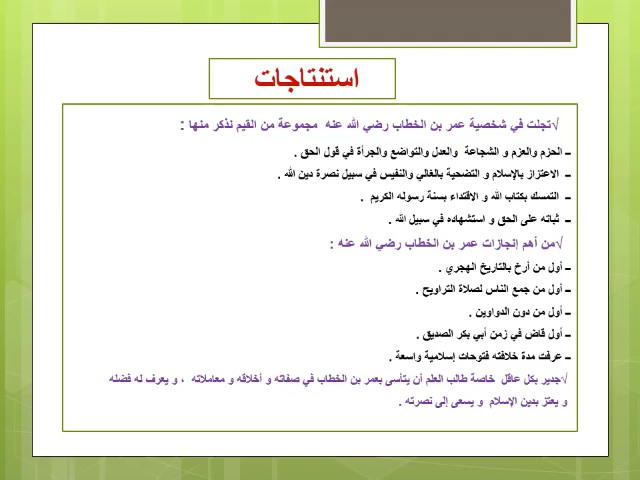 استنتاجات
√تجلت في شخصية عمر بن الخطاب رضي الله عنه مجموعة من القيم نذكر منها :
ـ الحزم والعزم و الشجاعة والعدل والتواضع والجرأة في قول الحق .
ـ الاعتزاز بالإسلام و التضحية بالغالي والنفيس في سبيل نصرة دين الله .
ـ التمسك بكتاب الله و الاقتداء بسنة رسوله الكريم .
ـ ثباته على الحق و استشهاده في سبيل الله .
√من أهم إنجازات عمر بن الخطاب رضي الله عنه :
ـ أول من أرخ بالتاريخ الهجري .
ـ أول من جمع الناس لصلاة التراويح .
ـ أول من دون الدواوين .
ـ أول قاض في زمن أبي بكر الصديق .
ـ عرفت مدة خلافته فتوحات إسلامية واسعة .
√جدير بكل عاقل خاصة طالب العلم أن يتأسى بعمر بن الخطاب في صفاته و أخلاقه و معاملاته ، و يعرف له فضله
و يعتز بدين الإسلام و يسعى إلى نصرته .